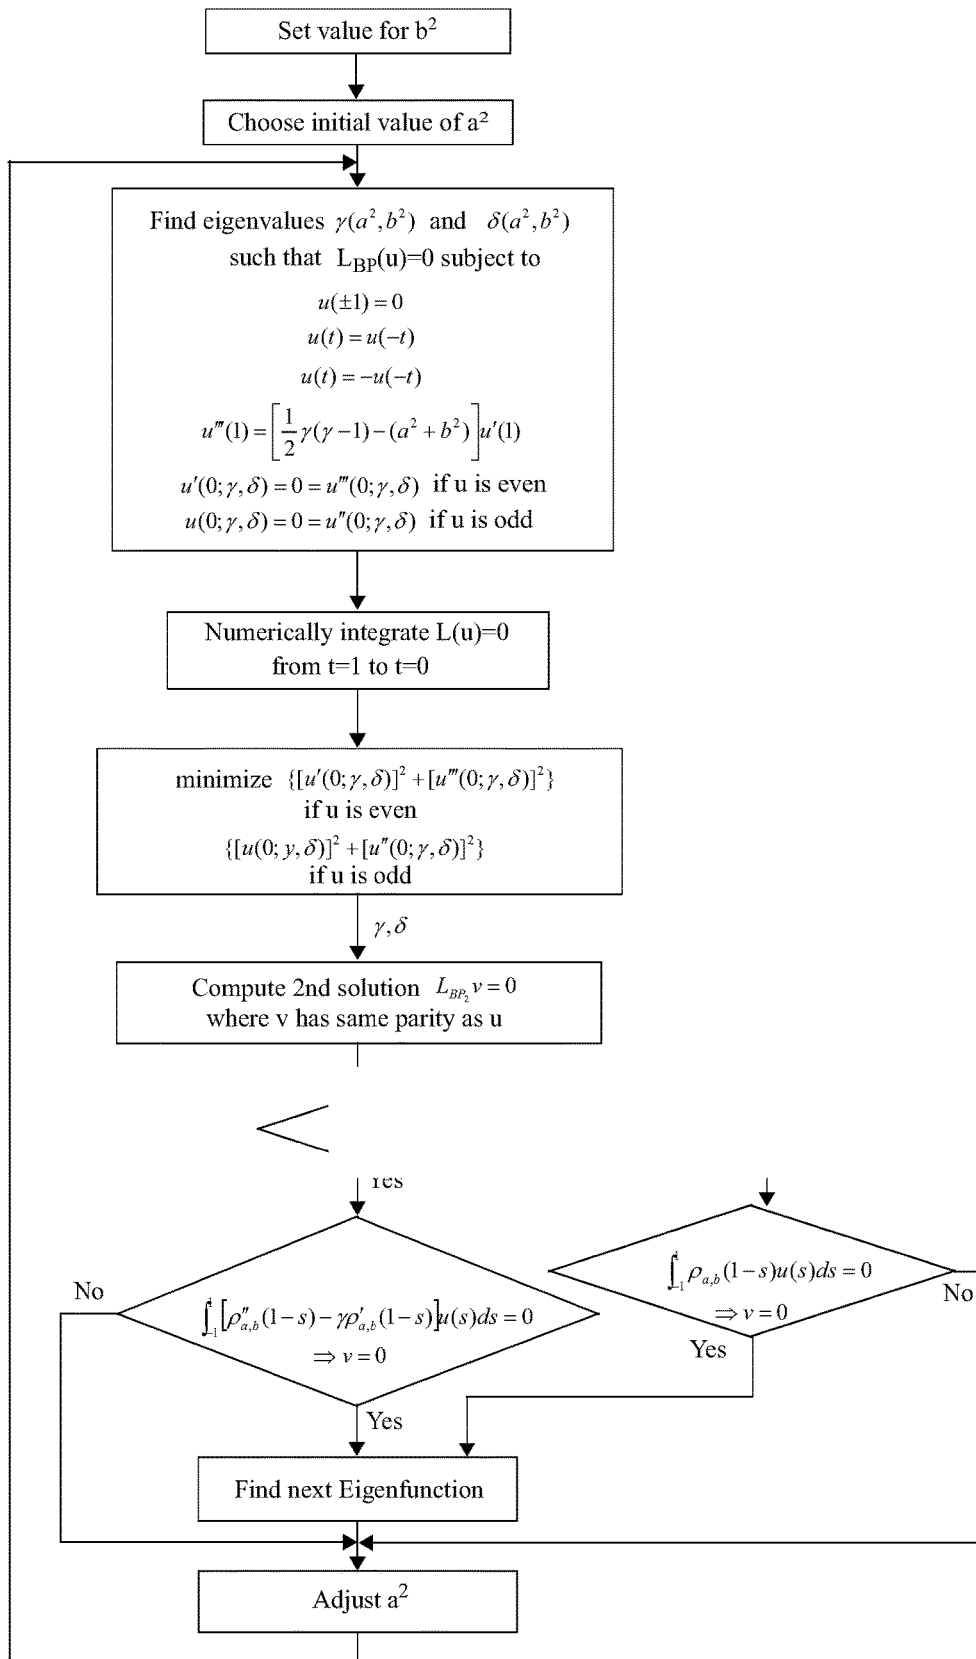 Set value for b²
Choose initial value of a²
Find eigenvalues γ(a²,b²) and δ(a²,b²)
such that L_BP(u)=0 subject to
u(±1) = 0
u(t) = u(−t)
u(t) = −u(−t)
u‴(1) = [1/2 γ(γ−1) − (a² + b²)]u′(1)
u′(0;γ,δ) = 0 = u‴(0;γ,δ) if u is even
u(0;γ,δ) = 0 = u″(0;γ,δ) if u is odd
Numerically integrate L(u)=0
from t=1 to t=0
minimize {[u′(0;γ,δ)]² + [u‴(0;γ,δ)]²}
if u is even
{[u(0;y,δ)]² + [u″(0;γ,δ)]²}
if u is odd
γ,δ
Compute 2nd solution L_BP₂ v = 0
where v has same parity as u
Yes
No
∫₋₁¹[ρ″_a,b(1−s) − γρ′_a,b(1−s)]u(s)ds = 0
⇒ v = 0
Yes
∫₋₁¹ρ_a,b(1−s)u(s)ds = 0
⇒ v = 0
No
Yes
Find next Eigenfunction
Adjust a²